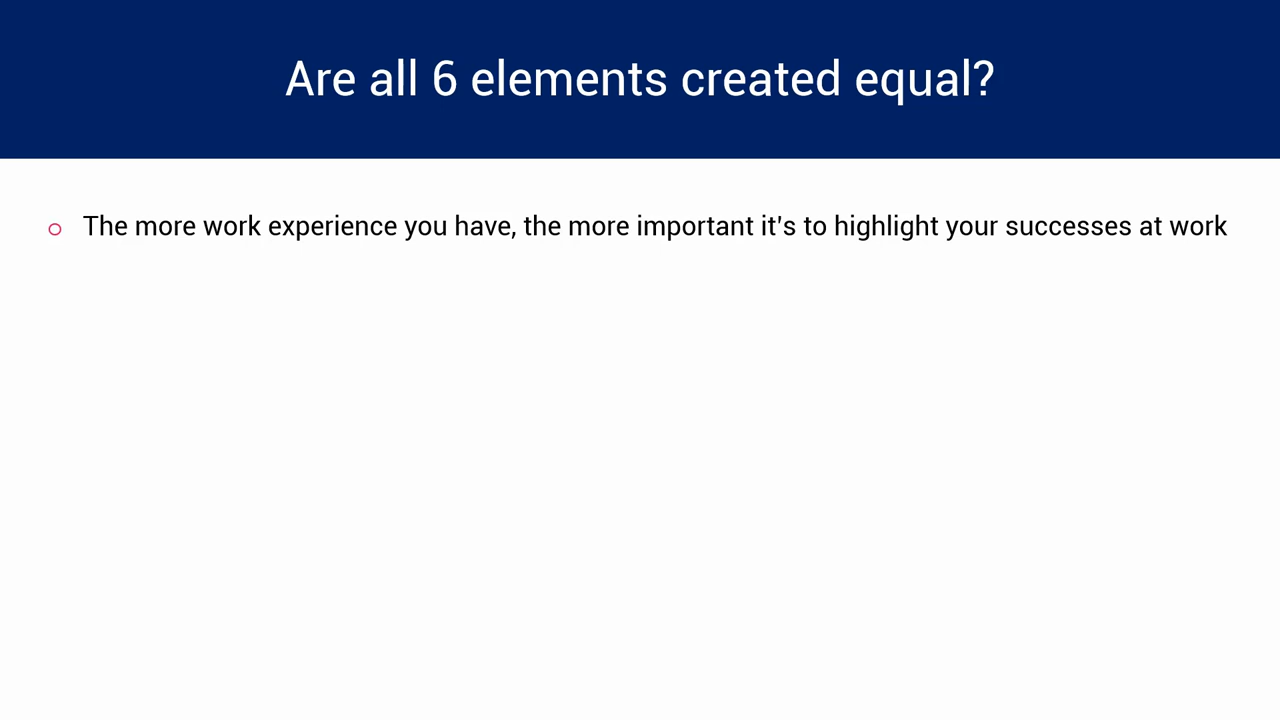 Are all 6 elements created equal?
The more work experience you have, the more important it's to highlight your successes at work